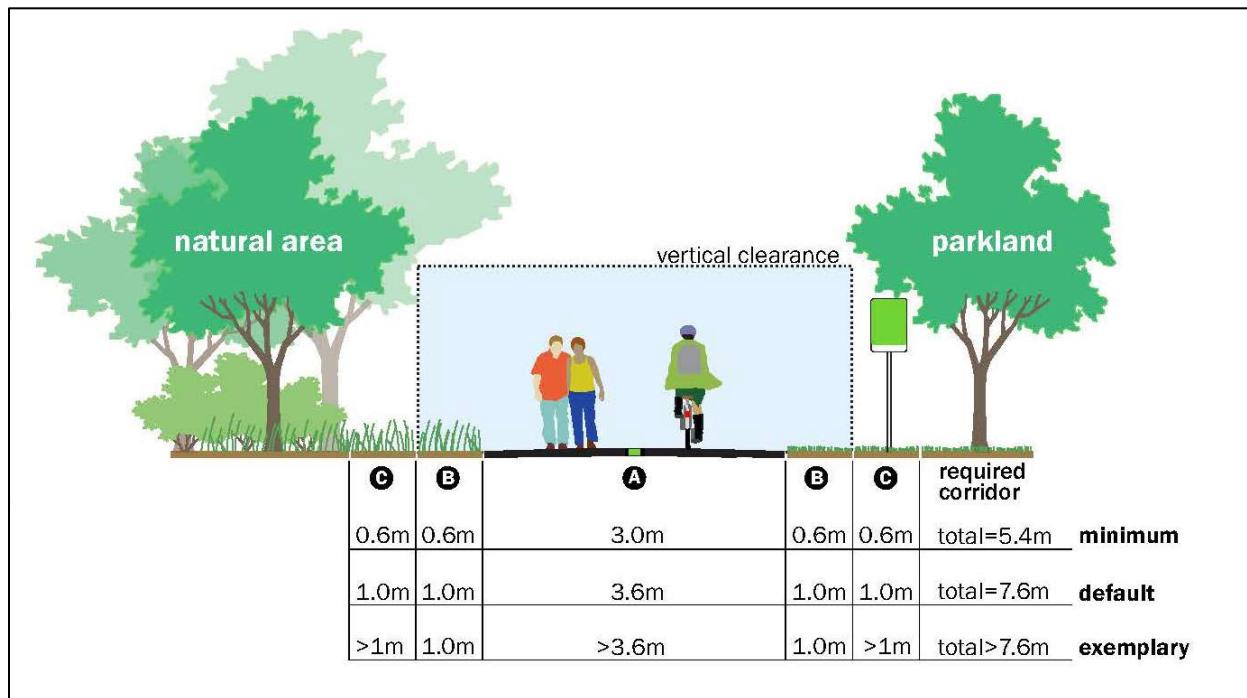 natural area
parkland
vertical clearance
C B A B C required
corridor
0.6m 0.6m 3.0m 0.6m 0.6m total=5.4m minimum
1.0m 1.0m 3.6m 1.0m 1.0m total=7.6m default
>1m 1.0m >3.6m 1.0m >1m total>7.6m exemplary